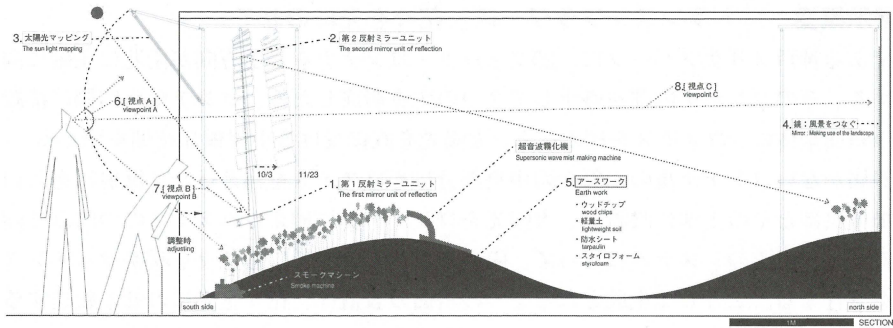 3. 太陽光マッピング
The sun light mapping
2. 第2反射ミラーユニット
The second mirror unit of reflection
6.[ 視点A ]
viewpoint A
8.[ 視点C ]
viewpoint C
4. 鏡:風景をつなぐ
Mirror : Making use of the landscape
超音波霧化機
Supersonic wave mist making machine
10/3
11/23
7.[ 視点B ]
viewpoint B
1. 第1反射ミラーユニット
The first mirror unit of reflection
5. アースワーク
Earth work
・ウッドチップ
wood chips
・軽量土
lightweight soil
・防水シート
tarpaulin
・スタイロフォーム
styrofoam
調整時
adjusting
スモークマシーン
Smoke machine
south side
north side
1M
SECTION